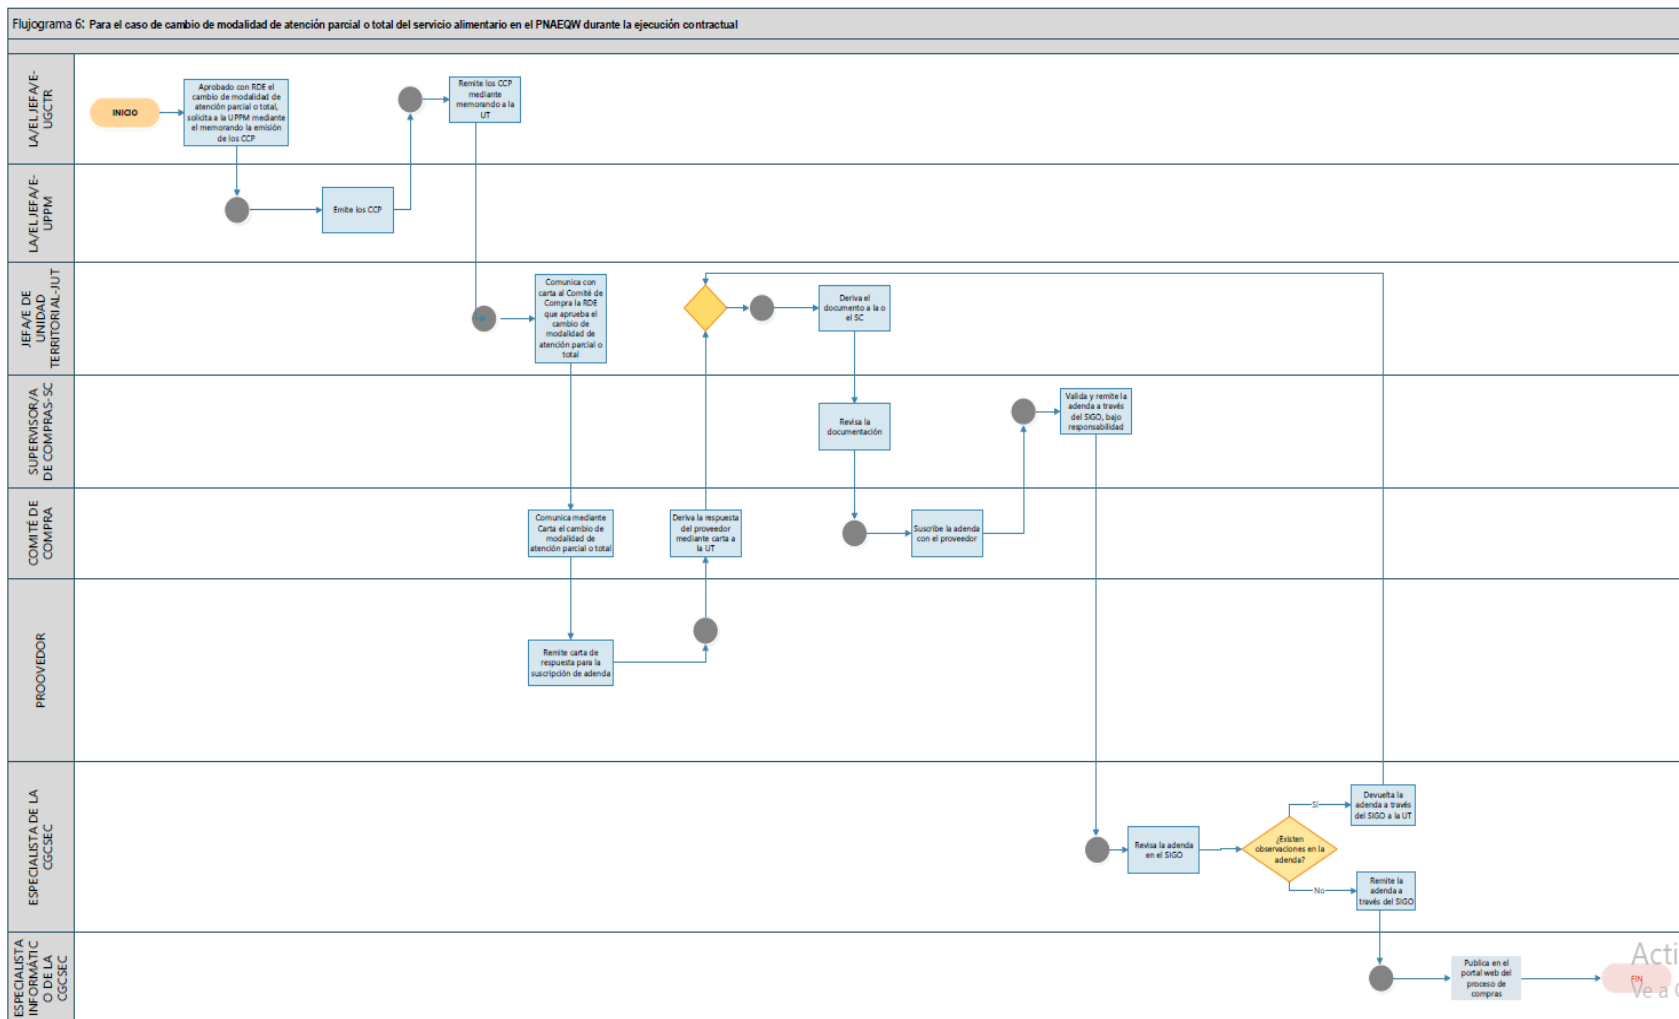 Flujograma 6: Para el caso de cambio de modalidad de atención parcial o total del servicio alimentario en el PNAEQW durante la ejecución contractual
LA/EL JEFA/E-
UGCTR
INICIO
Aprobado con RDE el
cambio de modalidad de
atención parcial o total,
solicita a la UPPM mediante
el memorando la emisión
de los CCP
Remite los CCP
mediante
memorando a la
UT
LA/EL JEFA/E-
UPPM
Emite los CCP
JEFA/E DE
UNIDAD
TERRITORIAL-JUT
Comunica con
carta al Comité de
Compra la RDE
que aprueba el
cambio de
modalidad de
atención parcial o
total
Deriva el
documento a la o
el SC
SUPERVISOR/A
DE COMPRAS-SC
Revisa la
documentación
Valida y remite la
adenda a través
del SIGO, bajo
responsabilidad
COMITÉ DE
COMPRA
Comunica mediante
Carta el cambio de
modalidad de
atención parcial o total
Deriva la respuesta
del proveedor
mediante carta a
la UT
Suscribe la adenda
con el proveedor
PROOVEDOR
Remite carta de
respuesta para la
suscripción de adenda
ESPECIALISTA DE LA
CGCSEC
Revisa la adenda
en el SIGO
¿Existen
observaciones en la
adenda?
Sí
Devuelta la
adenda a través
del SIGO a la UT
No
Remite la
adenda a
través del SIGO
ESPECIALISTA
INFORMÁTIC
O DE LA
CGCSEC
Publica en el
portal web del
proceso de
compras
FIN
Acti
Ve a C